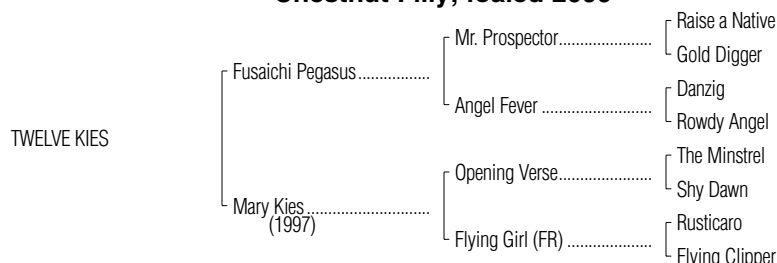 Chestnut Filly; foaled
Raise a Native
Mr. Prospector
Gold Digger
Fusaichi Pegasus
Danzig
Angel Fever
Rowdy Angel
TWELVE KIES
The Minstrel
Opening Verse
Shy Dawn
Mary Kies
(1997)
Rusticaro
Flying Girl (FR)
Flying Clipper